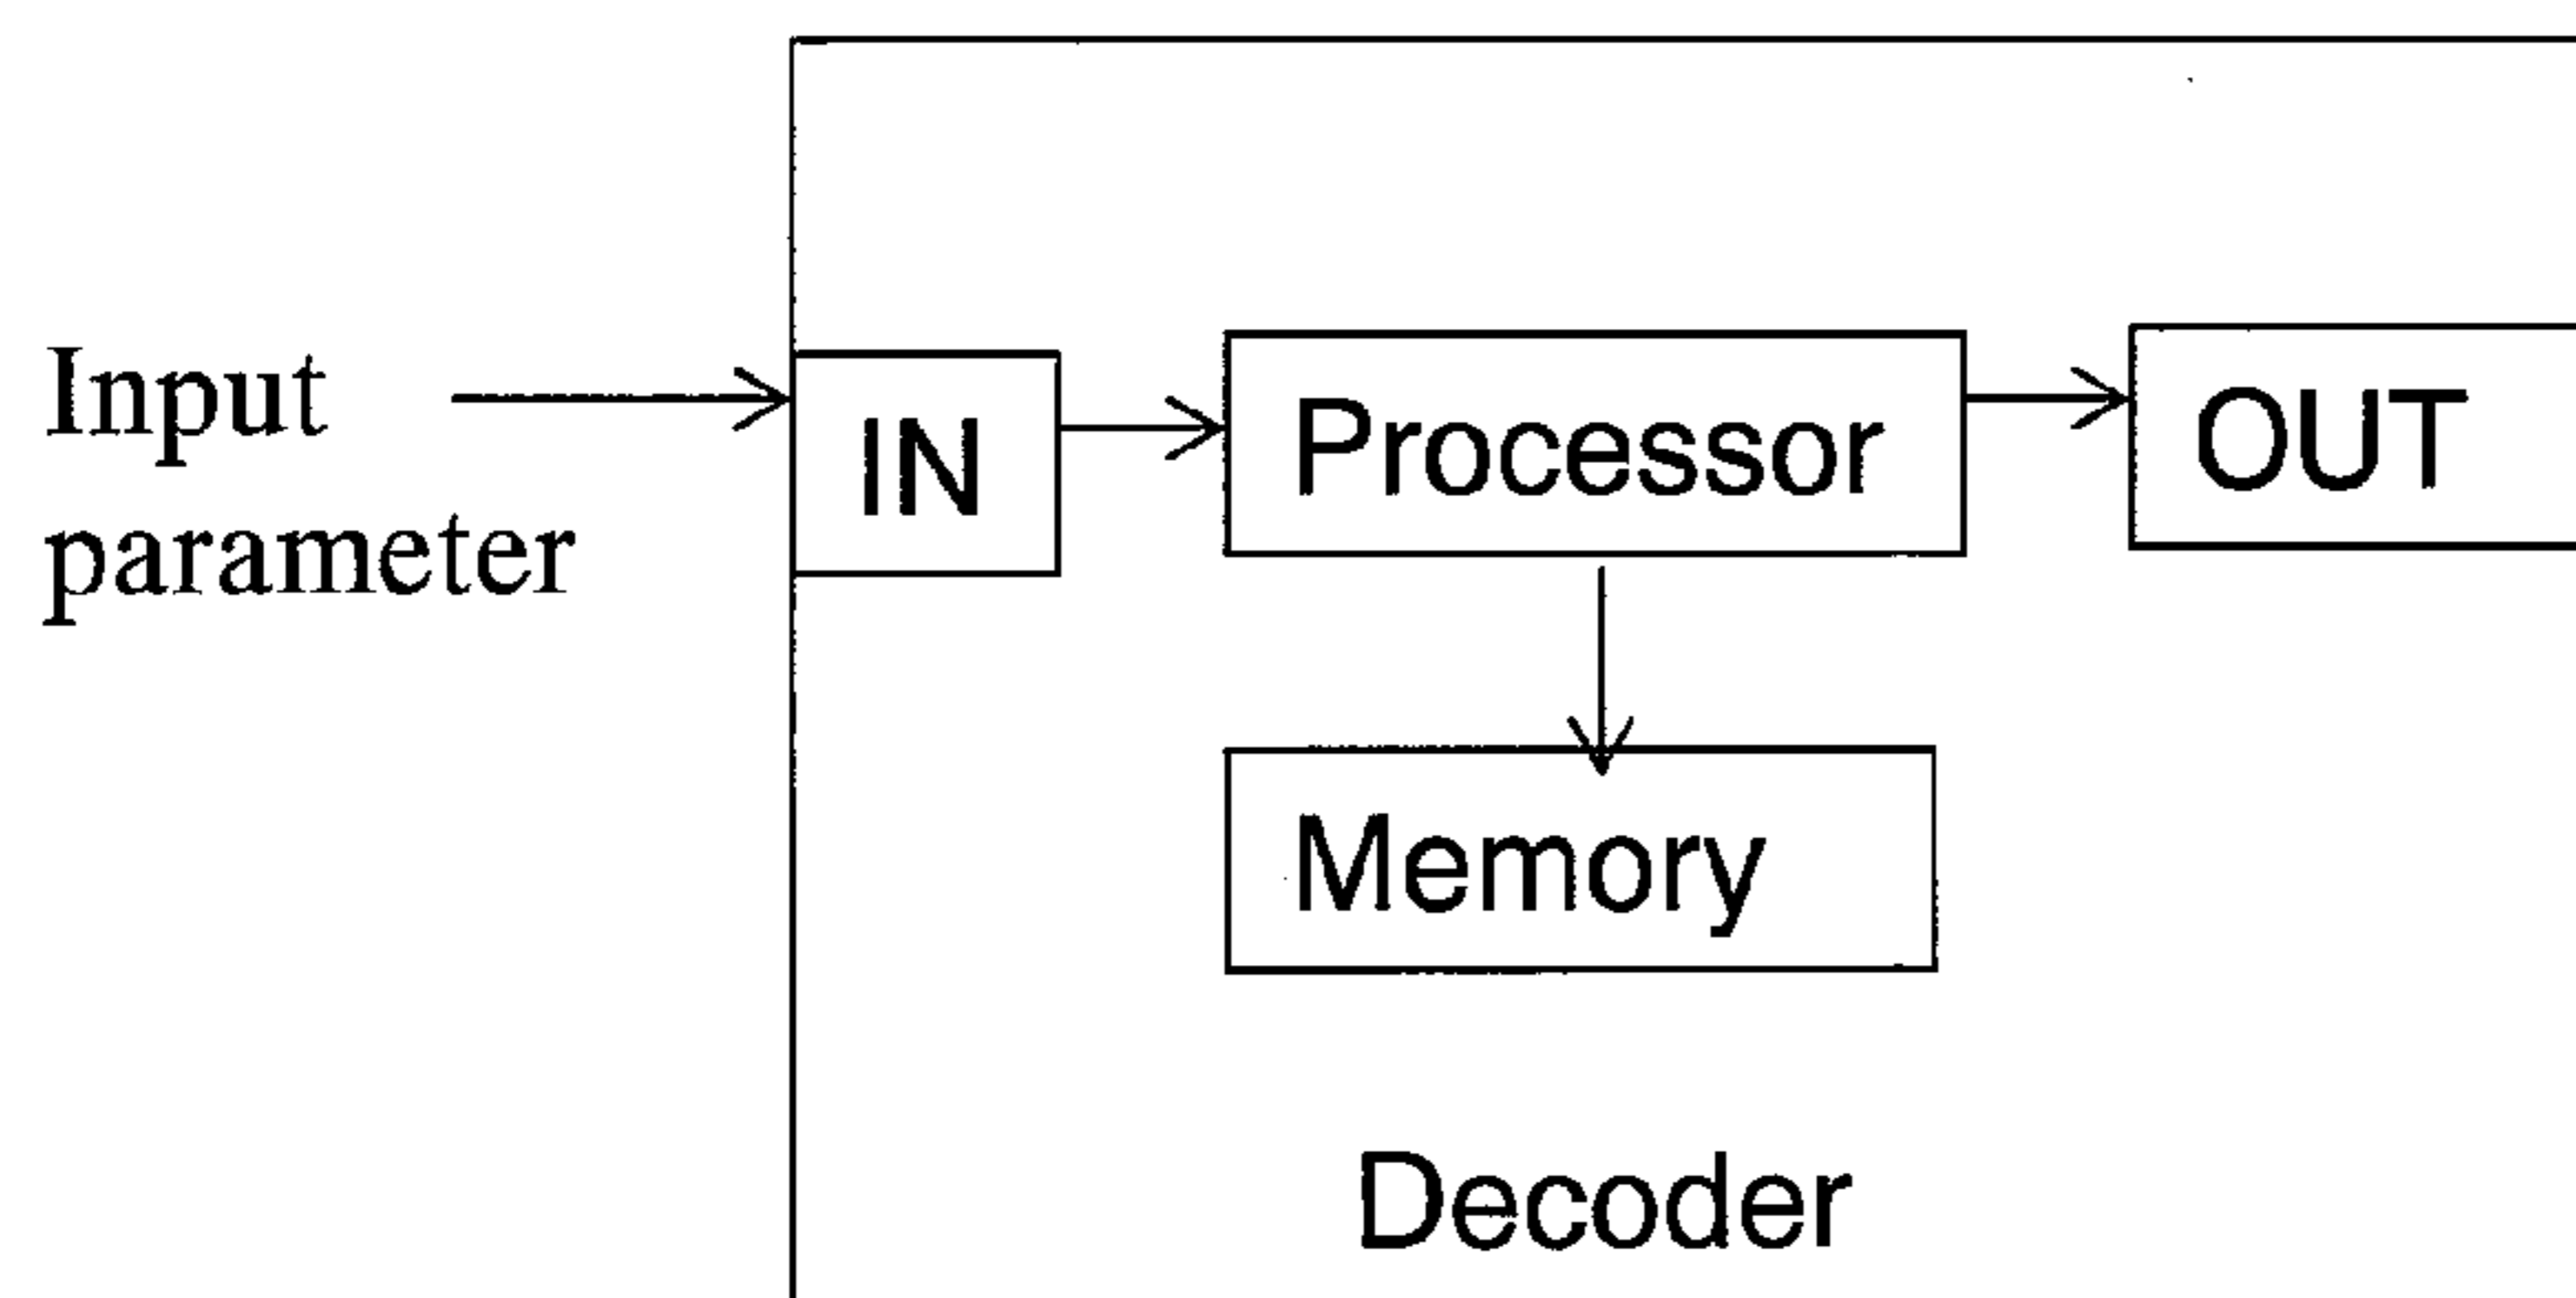 Input
parameter
IN
Processor
OUT
Memory
Decoder